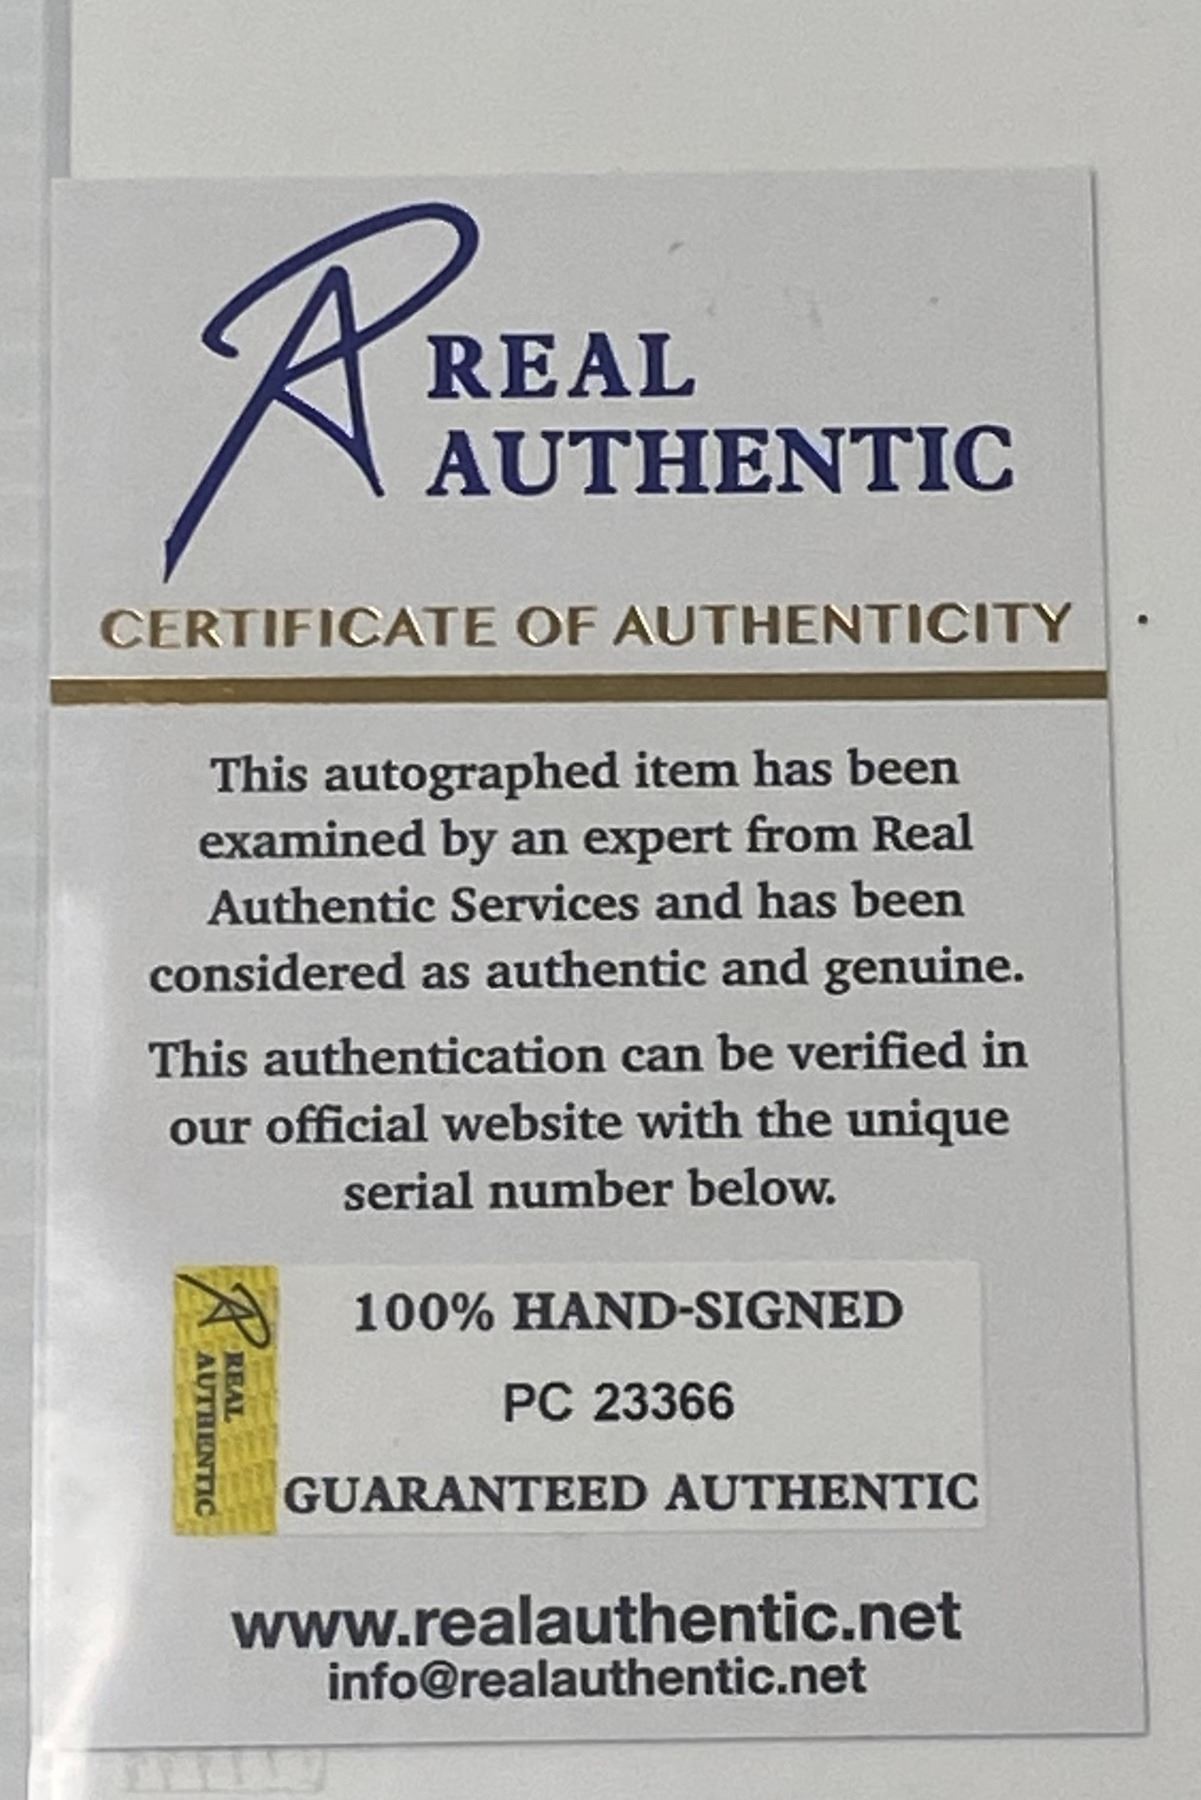 REAL
AUTHENTIC
CERTIFICATE OF AUTHENTICITY
This autographed item has been
examined by an expert from Real
Authentic Services and has been
considered as authentic and genuine.
This authentication can be verified in
our official website with the unique
serial number below.
REAL
AUTHENTIC
100% HAND-SIGNED
PC 23366
GUARANTEED AUTHENTIC
www.realauthentic.net
info@realauthentic.net